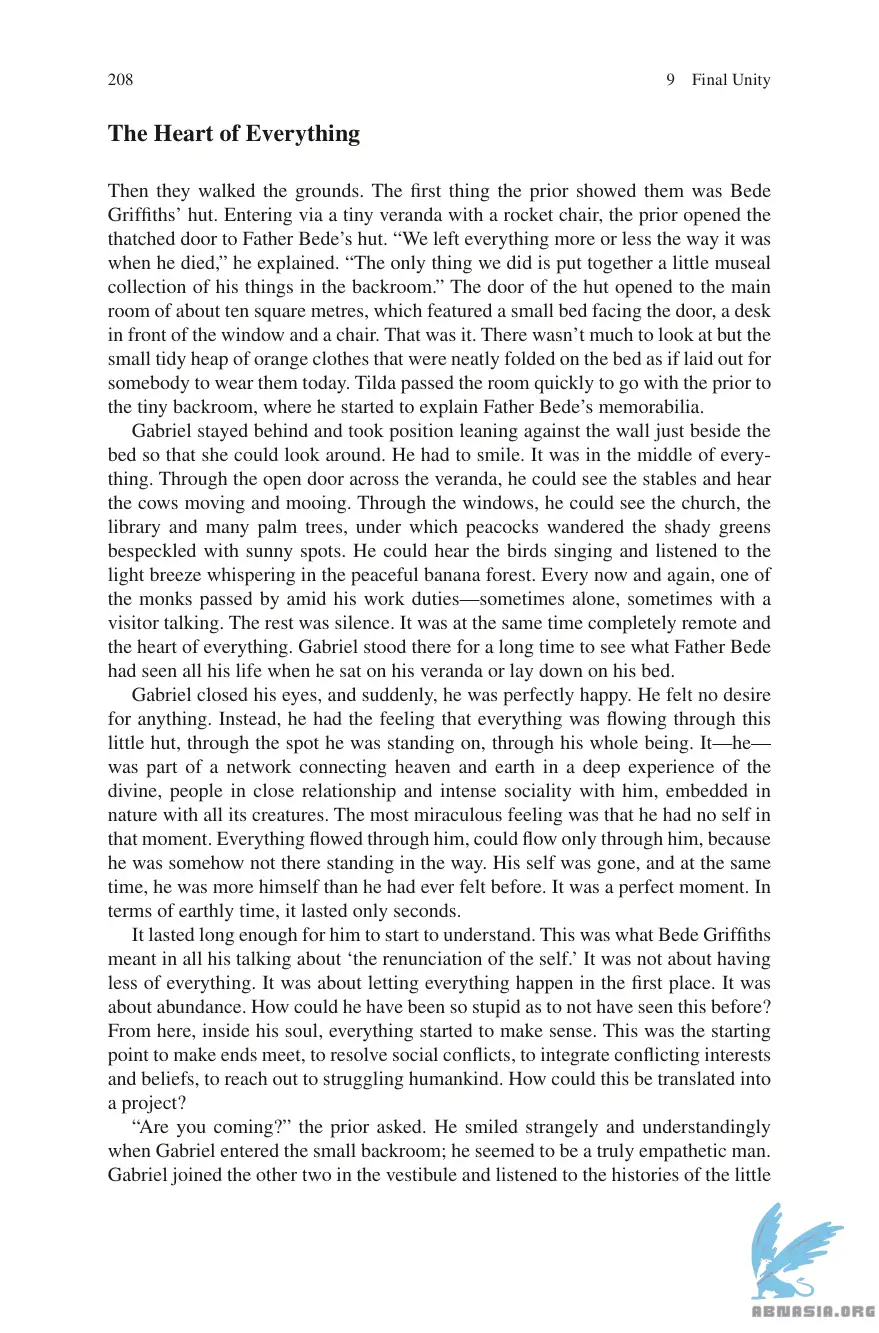 208
9 Final Unity
The Heart of Everything
Then they walked the grounds. The first thing the prior showed them was Bede
Griffiths’ hut. Entering via a tiny veranda with a rocket chair, the prior opened the
thatched door to Father Bede’s hut. “We left everything more or less the way it was
when he died,” he explained. “The only thing we did is put together a little museal
collection of his things in the backroom.” The door of the hut opened to the main
room of about ten square metres, which featured a small bed facing the door, a desk
in front of the window and a chair. That was it. There wasn’t much to look at but the
small tidy heap of orange clothes that were neatly folded on the bed as if laid out for
somebody to wear them today. Tilda passed the room quickly to go with the prior to
the tiny backroom, where he started to explain Father Bede’s memorabilia.
Gabriel stayed behind and took position leaning against the wall just beside the
bed so that she could look around. He had to smile. It was in the middle of every-
thing. Through the open door across the veranda, he could see the stables and hear
the cows moving and mooing. Through the windows, he could see the church, the
library and many palm trees, under which peacocks wandered the shady greens
bespeckled with sunny spots. He could hear the birds singing and listened to the
light breeze whispering in the peaceful banana forest. Every now and again, one of
the monks passed by amid his work duties—sometimes alone, sometimes with a
visitor talking. The rest was silence. It was at the same time completely remote and
the heart of everything. Gabriel stood there for a long time to see what Father Bede
had seen all his life when he sat on his veranda or lay down on his bed.
Gabriel closed his eyes, and suddenly, he was perfectly happy. He felt no desire
for anything. Instead, he had the feeling that everything was flowing through this
little hut, through the spot he was standing on, through his whole being. It—he—
was part of a network connecting heaven and earth in a deep experience of the
divine, people in close relationship and intense sociality with him, embedded in
nature with all its creatures. The most miraculous feeling was that he had no self in
that moment. Everything flowed through him, could flow only through him, because
he was somehow not there standing in the way. His self was gone, and at the same
time, he was more himself than he had ever felt before. It was a perfect moment. In
terms of earthly time, it lasted only seconds.
It lasted long enough for him to start to understand. This was what Bede Griffiths
meant in all his talking about ‘the renunciation of the self.’ It was not about having
less of everything. It was about letting everything happen in the first place. It was
about abundance. How could he have been so stupid as to not have seen this before?
From here, inside his soul, everything started to make sense. This was the starting
point to make ends meet, to resolve social conflicts, to integrate conflicting interests
and beliefs, to reach out to struggling humankind. How could this be translated into
a project?
“Are you coming?” the prior asked. He smiled strangely and understandingly
when Gabriel entered the small backroom; he seemed to be a truly empathetic man.
Gabriel joined the other two in the vestibule and listened to the histories of the little
ABNASIA.ORG